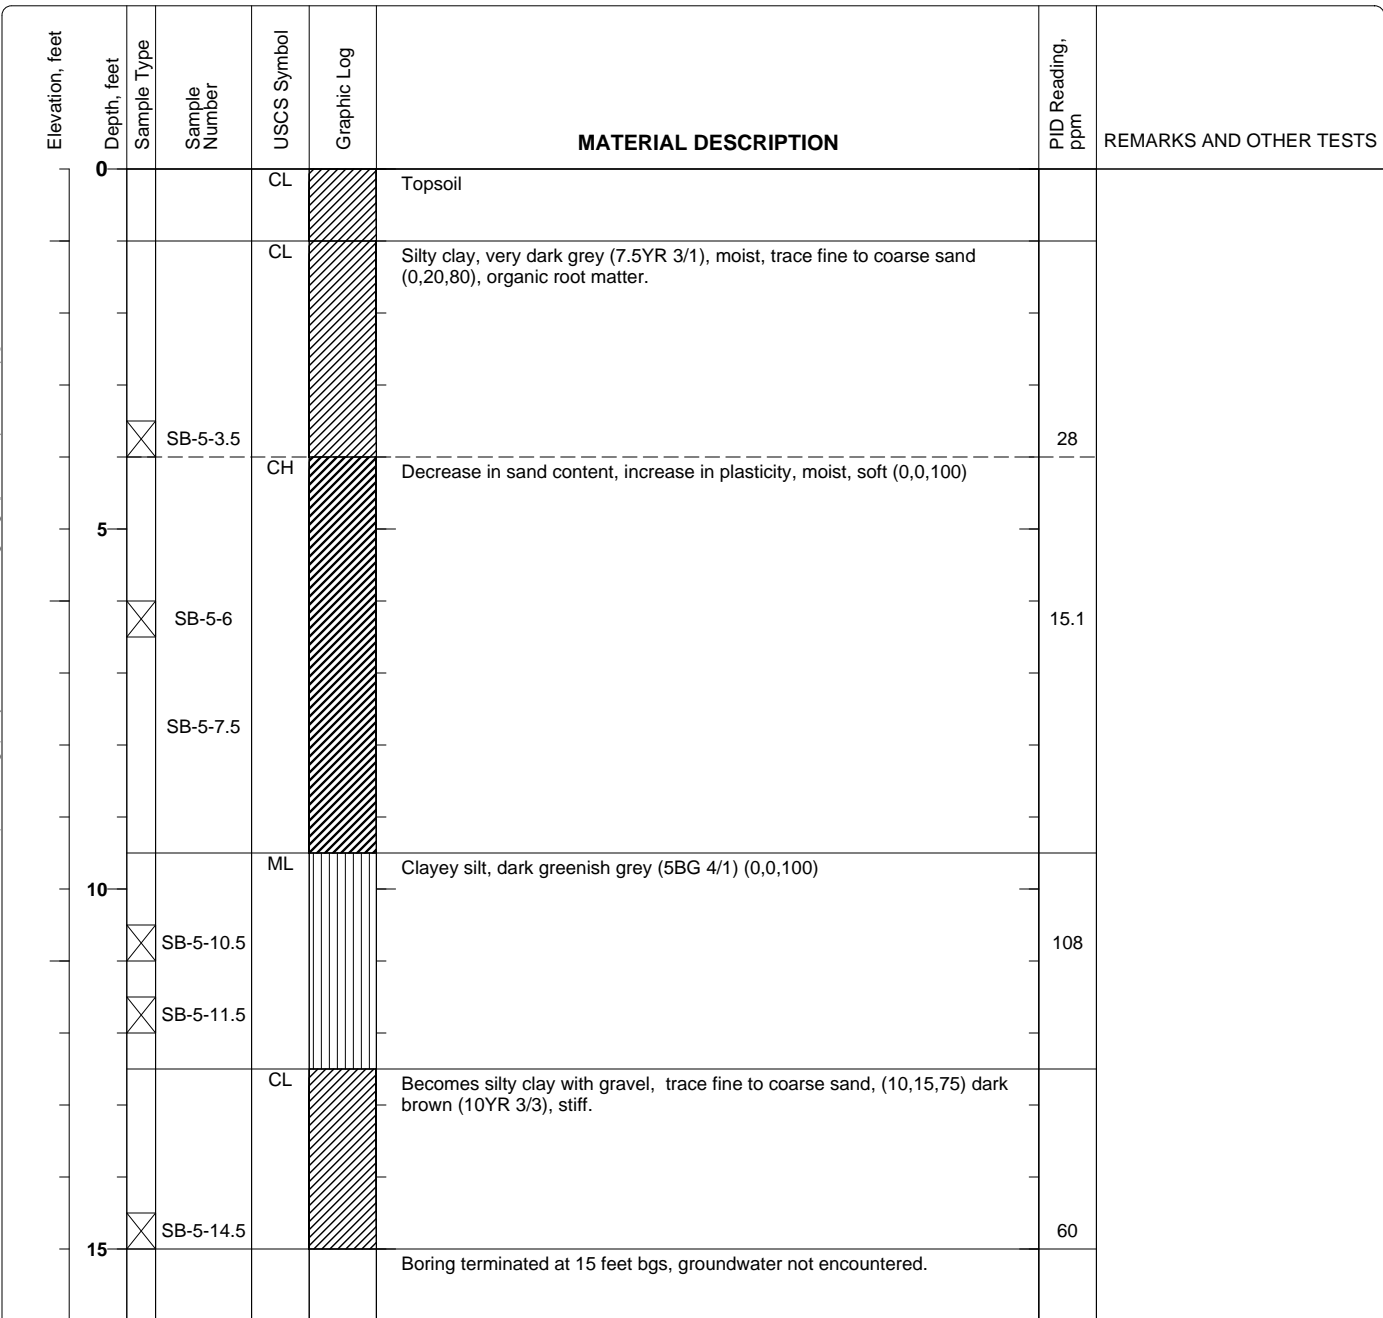 Elevation, feet
Depth, feet
Sample Type
Sample
Number
USCS Symbol
Graphic Log
MATERIAL DESCRIPTION
PID Reading,
ppm
REMARKS AND OTHER TESTS
0
CL
Topsoil
CL
Silty clay, very dark grey (7.5YR 3/1), moist, trace fine to coarse sand
(0,20,80), organic root matter.
SB-5-3.5
28
CH
Decrease in sand content, increase in plasticity, moist, soft (0,0,100)
5
SB-5-6
15.1
SB-5-7.5
ML
Clayey silt, dark greenish grey (5BG 4/1) (0,0,100)
10
SB-5-10.5
108
SB-5-11.5
CL
Becomes silty clay with gravel, trace fine to coarse sand, (10,15,75) dark
brown (10YR 3/3), stiff.
SB-5-14.5
60
15
Boring terminated at 15 feet bgs, groundwater not encountered.